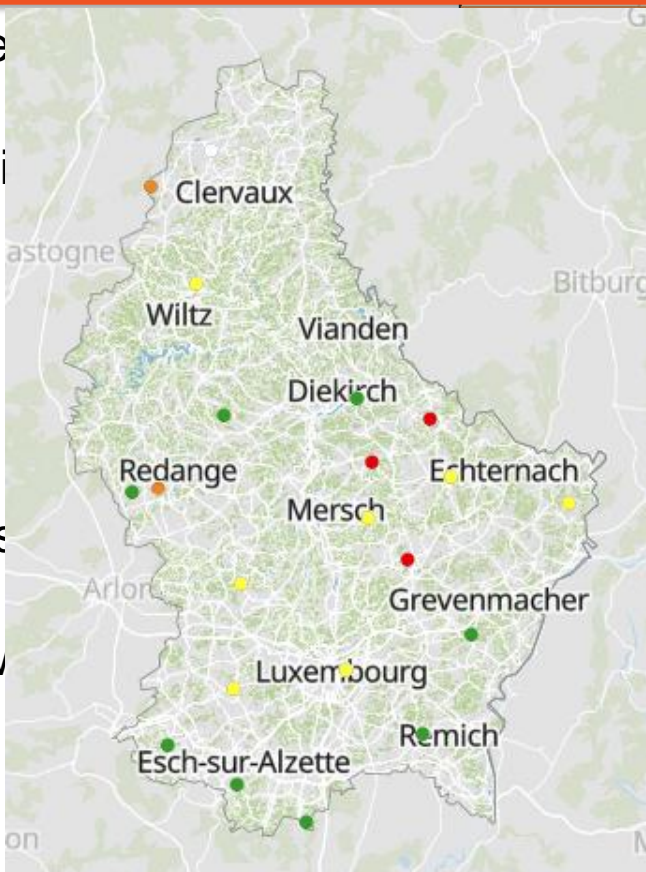 Clervaux
astogne
Bitburg
Wiltz
Vianden
Diekirch
Redange
Echternach
Mersch
Arlon
Grevenmacher
Luxembourg
Remich
Esch-sur-Alzette